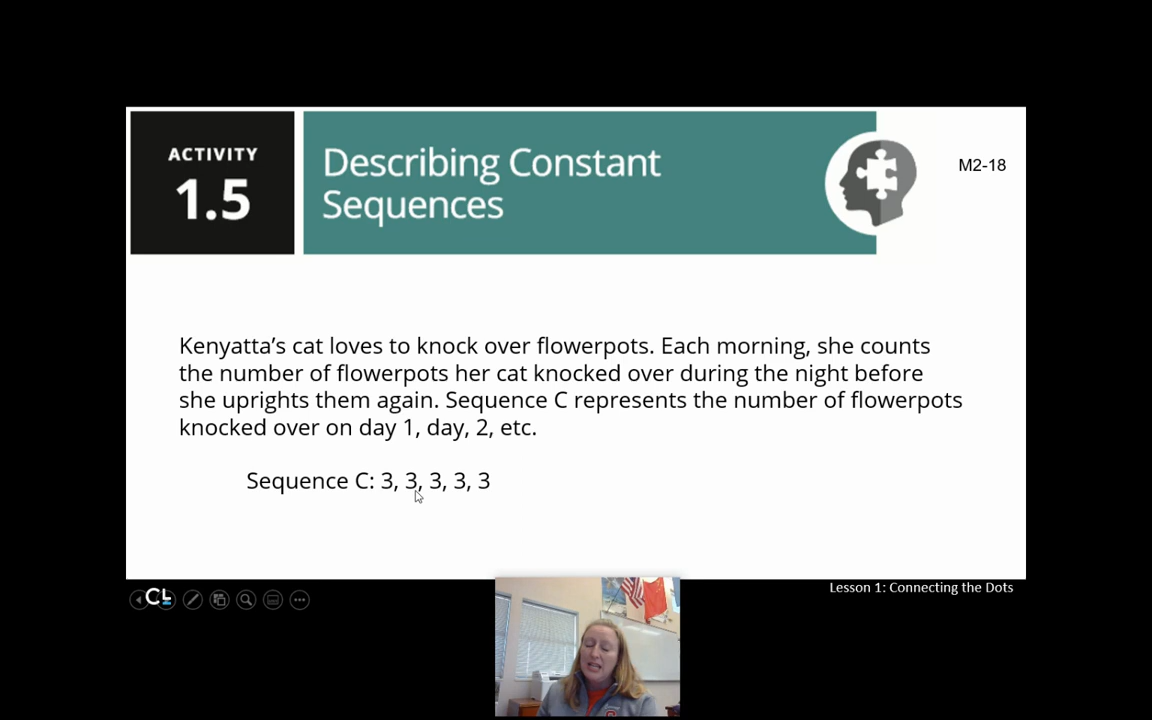 ACTIVITY
1.5
Describing Constant
Sequences
M2-18
Kenyatta’s cat loves to knock over flowerpots. Each morning, she counts
the number of flowerpots her cat knocked over during the night before
she uprights them again. Sequence C represents the number of flowerpots
knocked over on day 1, day, 2, etc.
Sequence C: 3, 3, 3, 3, 3
CL
Lesson 1: Connecting the Dots